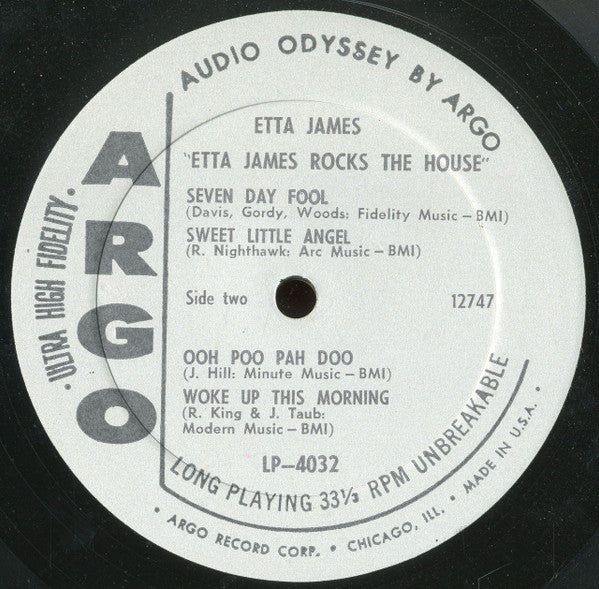 AUDIO ODYSSEY BY ARGO
ARGO
· ULTRA HIGH FIDELITY ·
ETTA JAMES
"ETTA JAMES ROCKS THE HOUSE"
SEVEN DAY FOOL
(Davis, Gordy, Woods: Fidelity Music – BMI)
SWEET LITTLE ANGEL
(R. Nighthawk: Arc Music – BMI)
Side two 12747
OOH POO PAH DOO
(J. Hill: Minute Music – BMI)
WOKE UP THIS MORNING
(R. King & J. Taub:
Modern Music – BMI)
LP–4032
LONG PLAYING 33⅓ RPM UNBREAKABLE
· ARGO RECORD CORP. · CHICAGO, ILL. · MADE IN U.S.A. ·